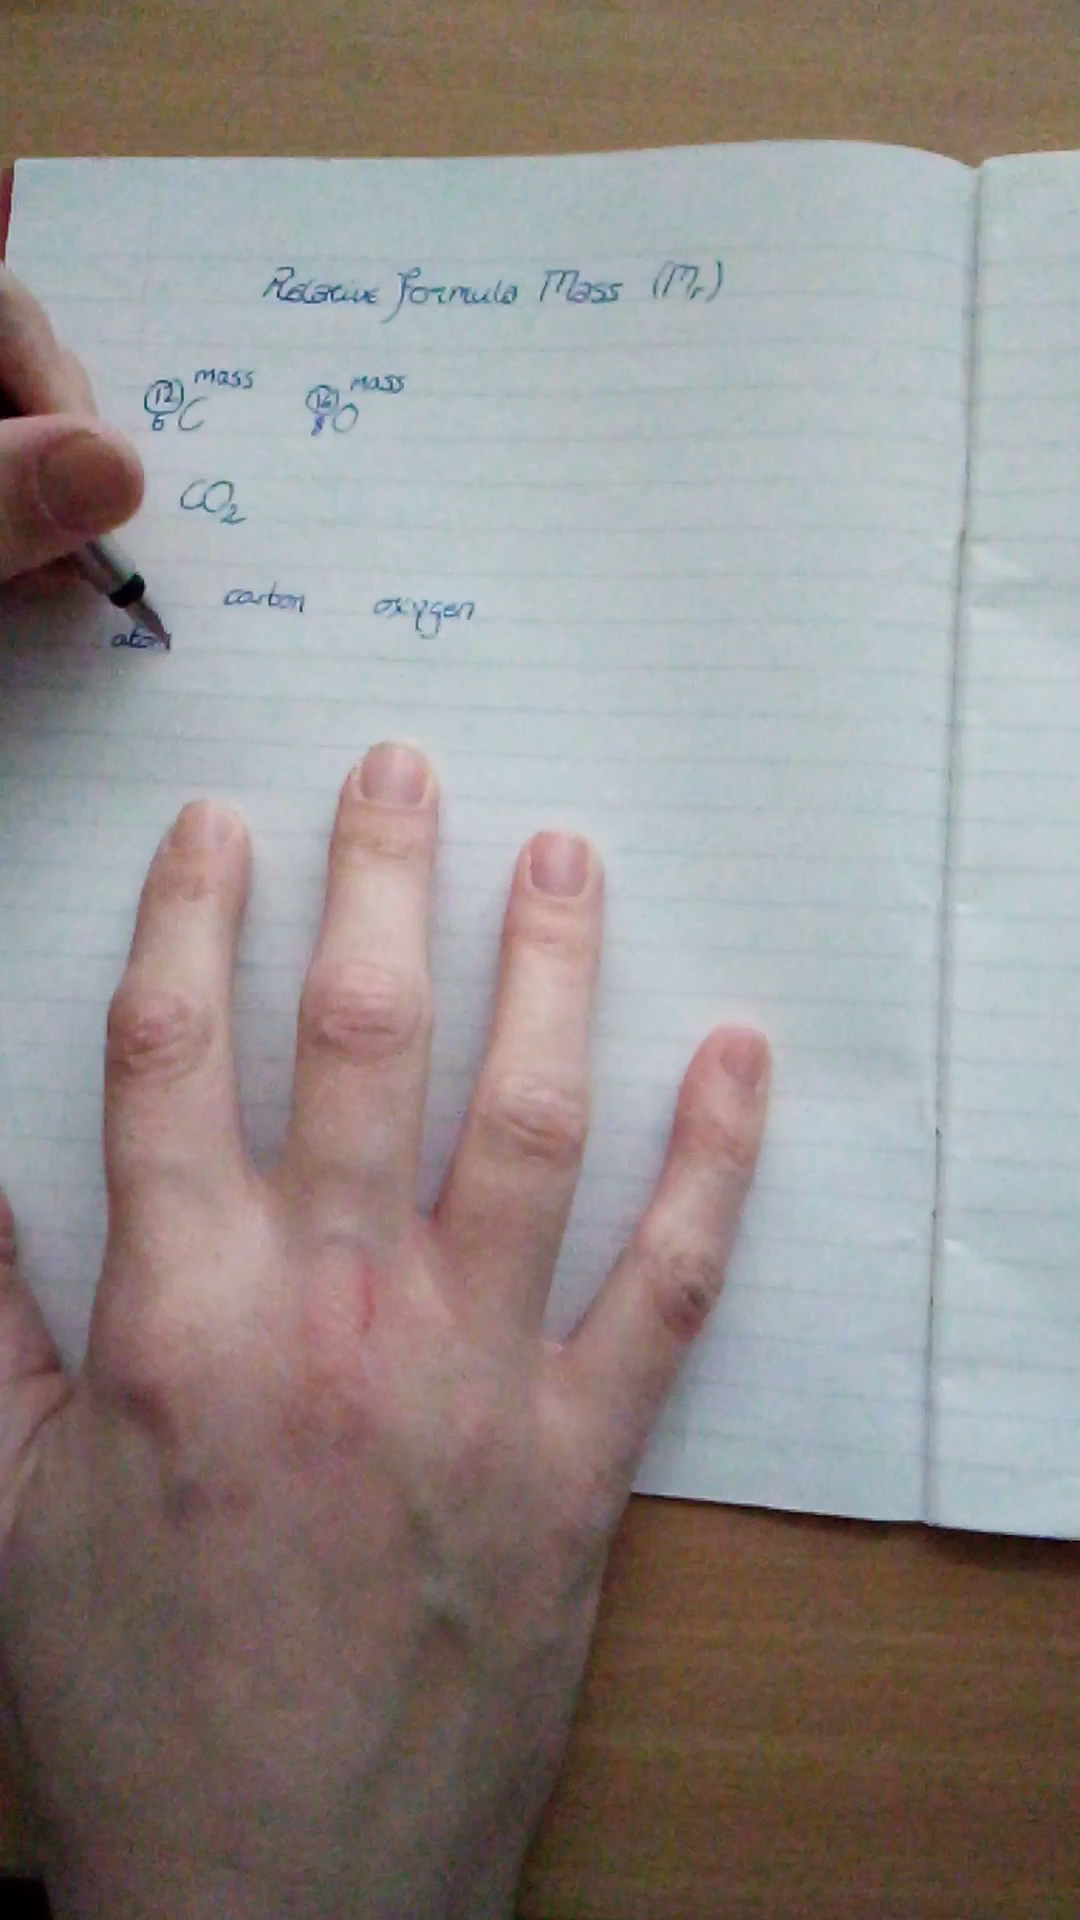 Relative formula Mass (Mr)
12 mass 16 mass
6 C 8 O
CO2
carbon oxygen
atom